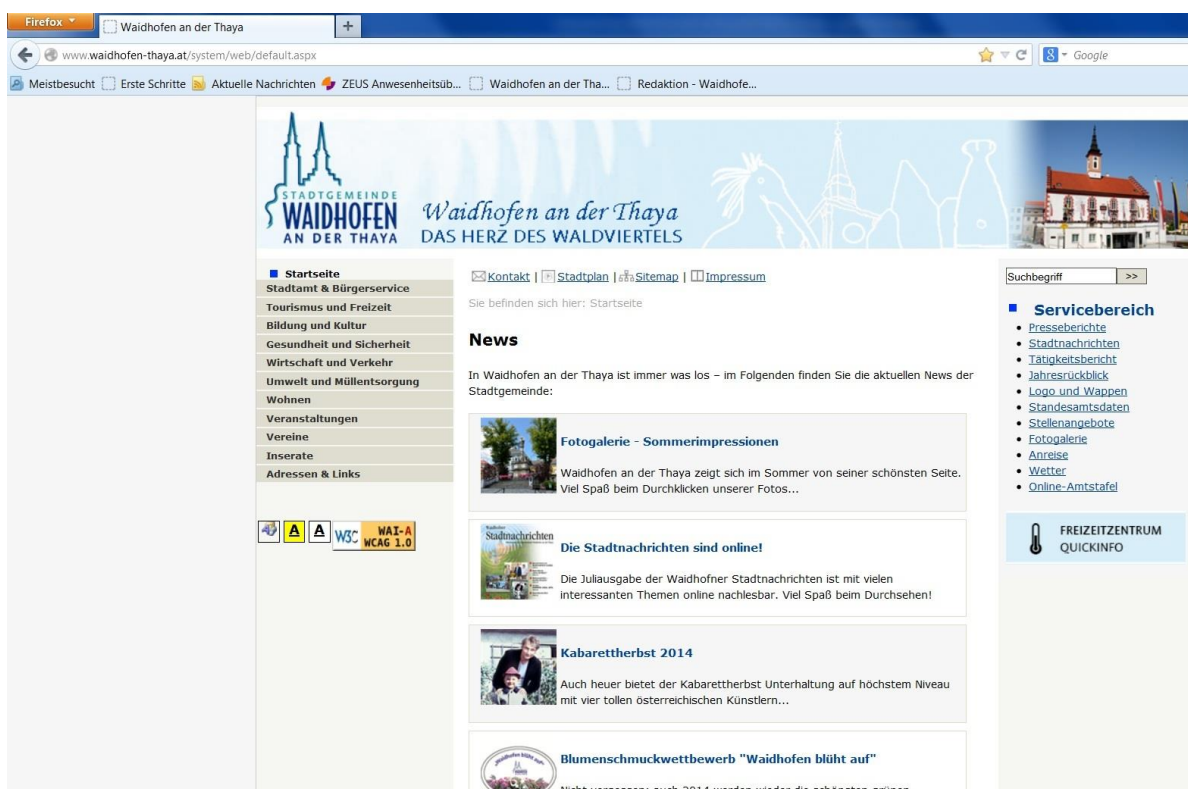 Firefox
Waidhofen an der Thaya
www.waidhofen-thaya.at/system/web/default.aspx
Google
Meistbesucht
Erste Schritte
Aktuelle Nachrichten
ZEUS Anwesenheitsüb...
Waidhofen an der Tha...
Redaktion - Waidhofe...
STADTGEMEINDE
WAIDHOFEN
AN DER THAYA
Waidhofen an der Thaya
DAS HERZ DES WALDVIERTELS
Startseite
Stadtamt & Bürgerservice
Tourismus und Freizeit
Bildung und Kultur
Gesundheit und Sicherheit
Wirtschaft und Verkehr
Umwelt und Müllentsorgung
Wohnen
Veranstaltungen
Vereine
Inserate
Adressen & Links
A A W3C WAI-A
WCAG 1.0
Kontakt | Stadtplan | Sitemap | Impressum
Sie befinden sich hier: Startseite
News
In Waidhofen an der Thaya ist immer was los – im Folgenden finden Sie die aktuellen News der
Stadtgemeinde:
Fotogalerie - Sommerimpressionen
Waidhofen an der Thaya zeigt sich im Sommer von seiner schönsten Seite.
Viel Spaß beim Durchklicken unserer Fotos...
Stadtnachrichten
Die Stadtnachrichten sind online!
Die Juliausgabe der Waidhofner Stadtnachrichten ist mit vielen
interessanten Themen online nachlesbar. Viel Spaß beim Durchsehen!
Kabarettherbst 2014
Auch heuer bietet der Kabarettherbst Unterhaltung auf höchstem Niveau
mit vier tollen österreichischen Künstlern...
Blumenschmuckwettbewerb "Waidhofen blüht auf"
Suchbegriff >>
Servicebereich
Presseberichte
Stadtnachrichten
Tätigkeitsbericht
Jahresrückblick
Logo und Wappen
Standesamtsdaten
Stellenangebote
Fotogalerie
Anreise
Wetter
Online-Amtstafel
FREIZEITZENTRUM
QUICKINFO